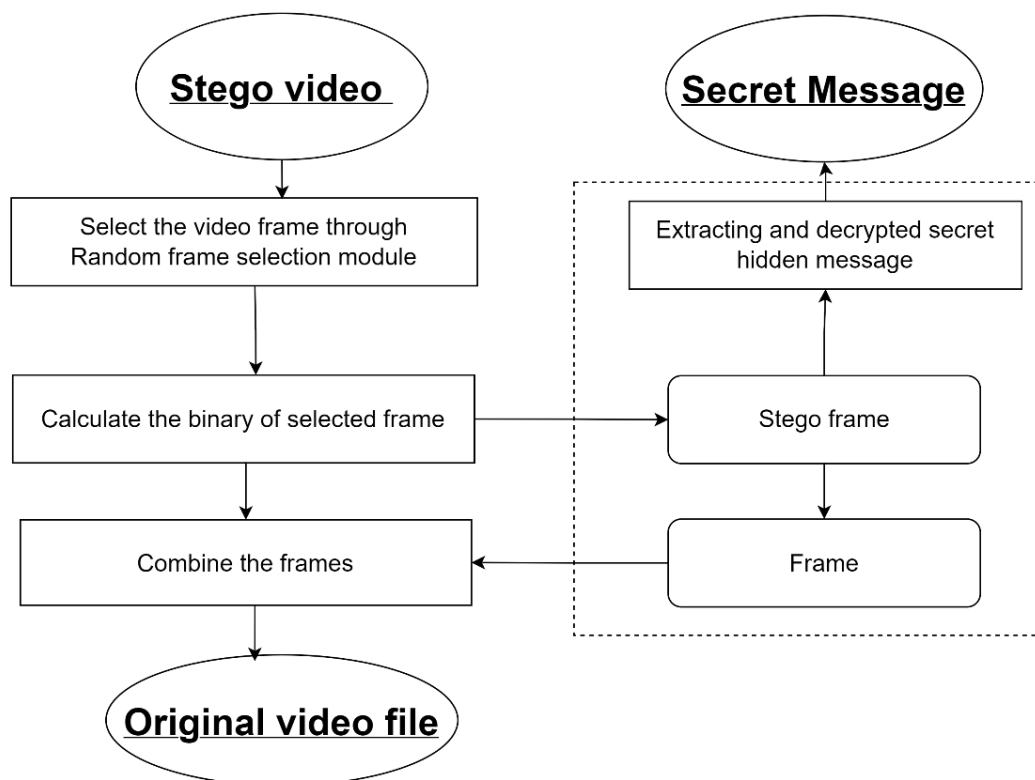 Stego video
Secret Message
Select the video frame through
Random frame selection module
Extracting and decrypted secret
hidden message
Calculate the binary of selected frame
Stego frame
Combine the frames
Frame
Original video file